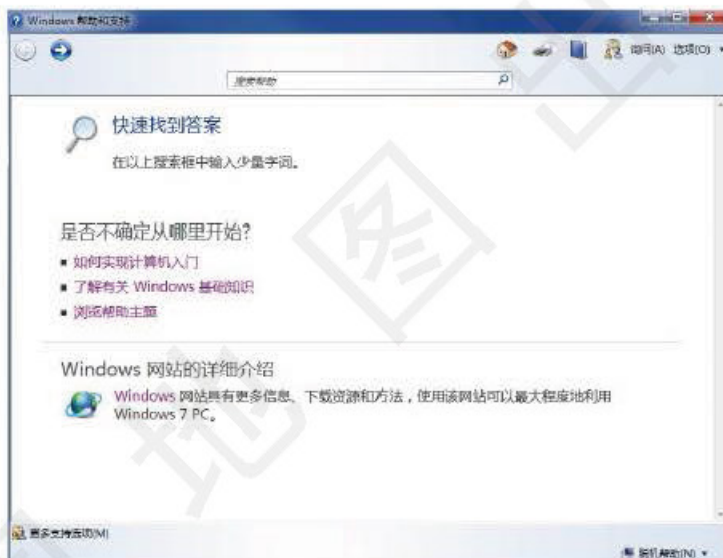 Windows 帮助和支持
询问(A) 选项(O)
搜索帮助
快速找到答案
在以上搜索框中输入少量字词。
是否不确定从哪里开始?
如何实现计算机入门
了解有关 Windows 基础知识
浏览帮助主题
Windows 网站的详细介绍
Windows 网站具有更多信息、下载资源和方法，使用该网站可以最大程度地利用
Windows 7 PC。
更多支持选项(M)
联机帮助(N)
地图出